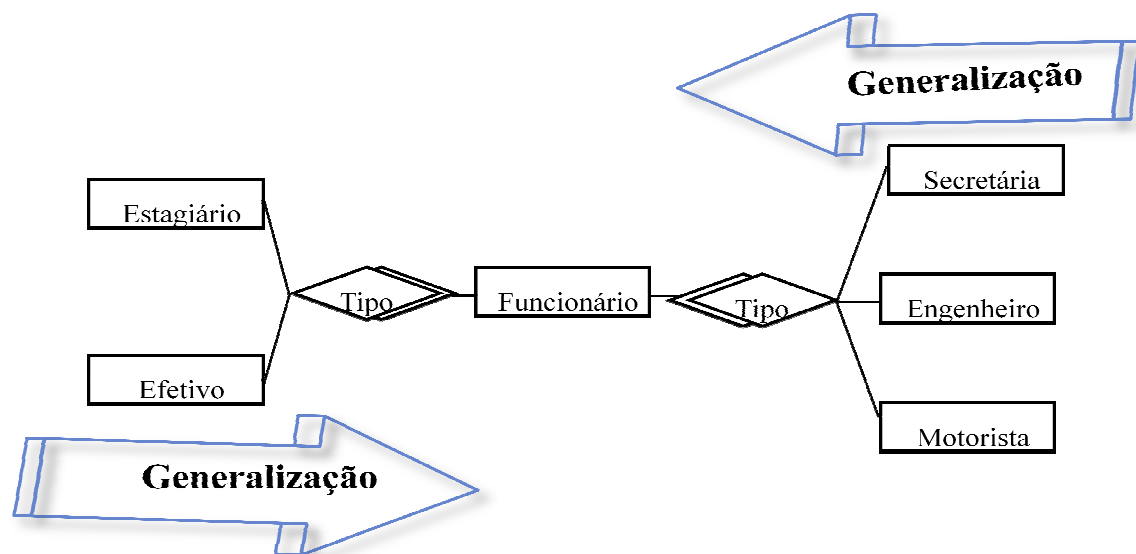 Generalização
Secretária
Estagiário
Tipo
Funcionário
Tipo
Engenheiro
Efetivo
Motorista
Generalização